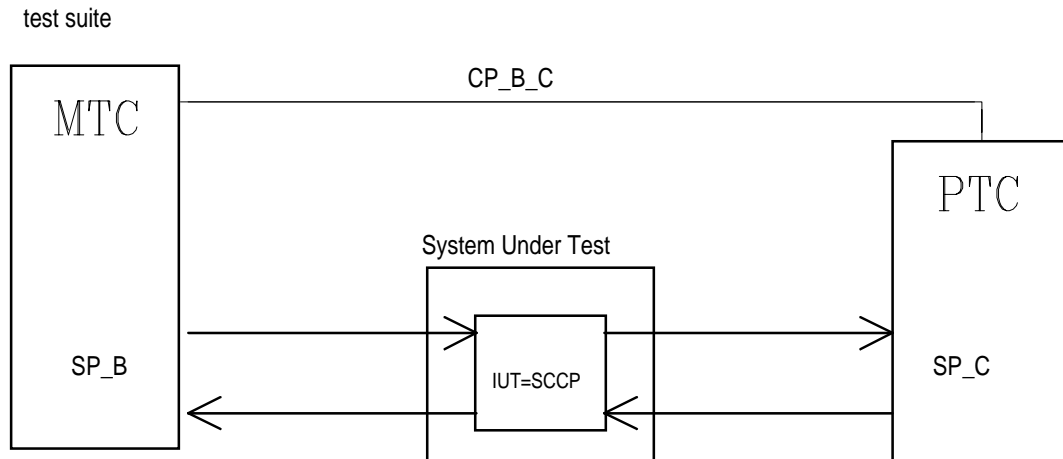 test suite
CP_B_C
MTC
PTC
System Under Test
SP_B
IUT=SCCP
SP_C